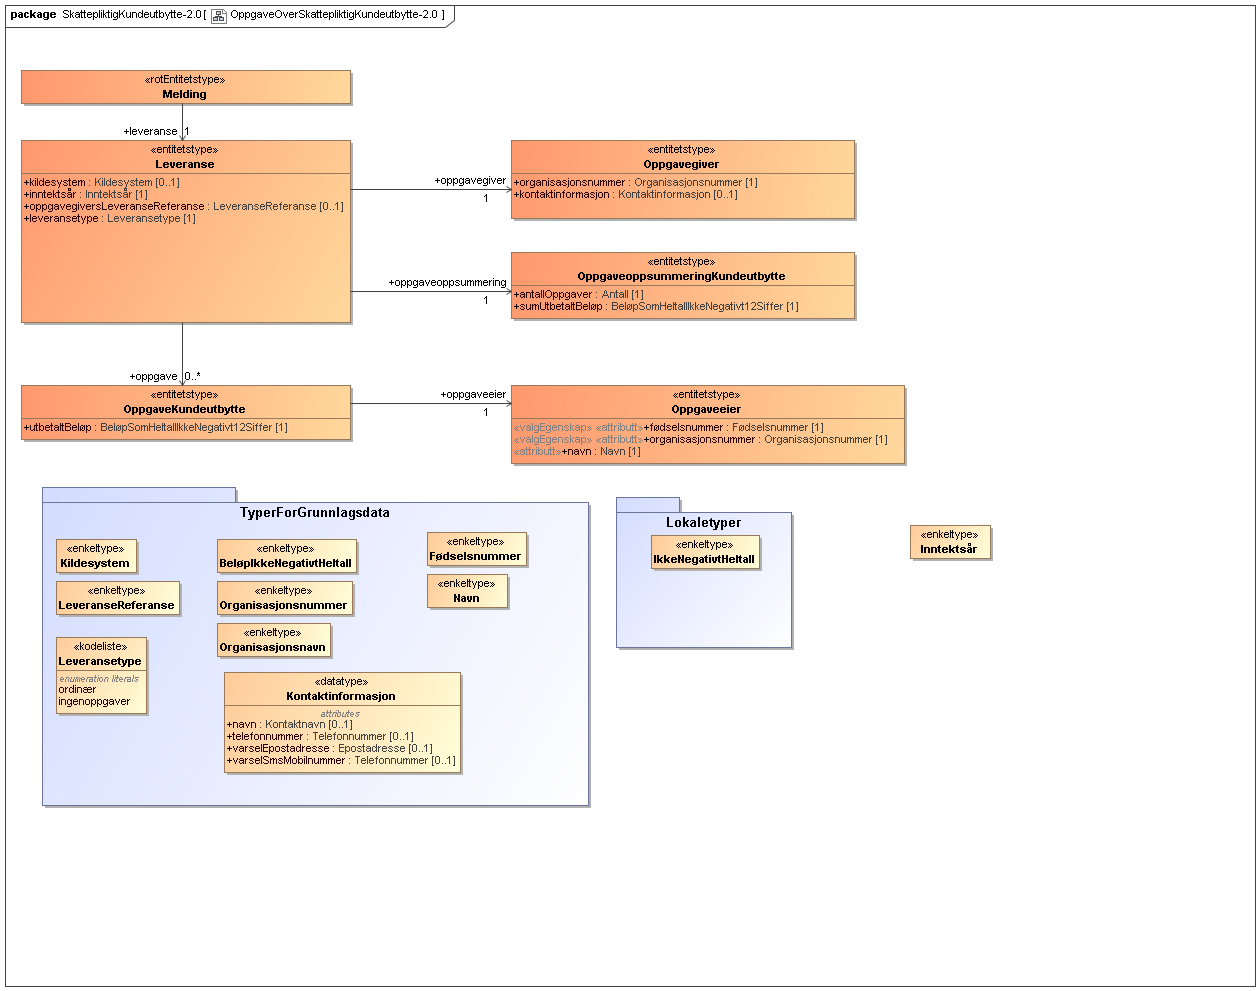 package SkattepliktigKundeutbytte-2.0[ OppgaveOverSkattepliktigKundeutbytte-2.0 ]
«rotEntitetstype»
Melding
+leveranse 1
«entitetstype»
Leveranse
+kildesystem : Kildesystem [0..1]
+inntektsår : Inntektsår [1]
+oppgavegiversLeveranseReferanse : LeveranseReferanse [0..1]
+leveransetype : Leveransetype [1]
+oppgavegiver
1
«entitetstype»
Oppgavegiver
+organisasjonsnummer : Organisasjonsnummer [1]
+kontaktinformasjon : Kontaktinformasjon [0..1]
+oppgaveoppsummering
1
«entitetstype»
OppgaveoppsummeringKundeutbytte
+antallOppgaver : Antall [1]
+sumUtbetaltBeløp : BeløpSomHeltallIkkeNegativt12Siffer [1]
+oppgave 0..*
«entitetstype»
OppgaveKundeutbytte
+utbetaltBeløp : BeløpSomHeltallIkkeNegativt12Siffer [1]
+oppgaveeier
1
«entitetstype»
Oppgaveeier
«valgEgenskap» «attributt»+fødselsnummer : Fødselsnummer [1]
«valgEgenskap» «attributt»+organisasjonsnummer : Organisasjonsnummer [1]
«attributt»+navn : Navn [1]
TyperForGrunnlagsdata
«enkeltype»
Kildesystem
«enkeltype»
LeveranseReferanse
«kodeliste»
Leveransetype
enumeration literals
ordinær
ingenoppgaver
«enkeltype»
BeløpIkkeNegativtHeltall
«enkeltype»
Organisasjonsnummer
«enkeltype»
Organisasjonsnavn
«enkeltype»
Fødselsnummer
«enkeltype»
Navn
«datatype»
Kontaktinformasjon
attributes
+navn : Kontaktnavn [0..1]
+telefonnummer : Telefonnummer [0..1]
+varselEpostadresse : Epostadresse [0..1]
+varselSmsMobilnummer : Telefonnummer [0..1]
Lokaletyper
«enkeltype»
IkkeNegativtHeltall
«enkeltype»
Inntektsår